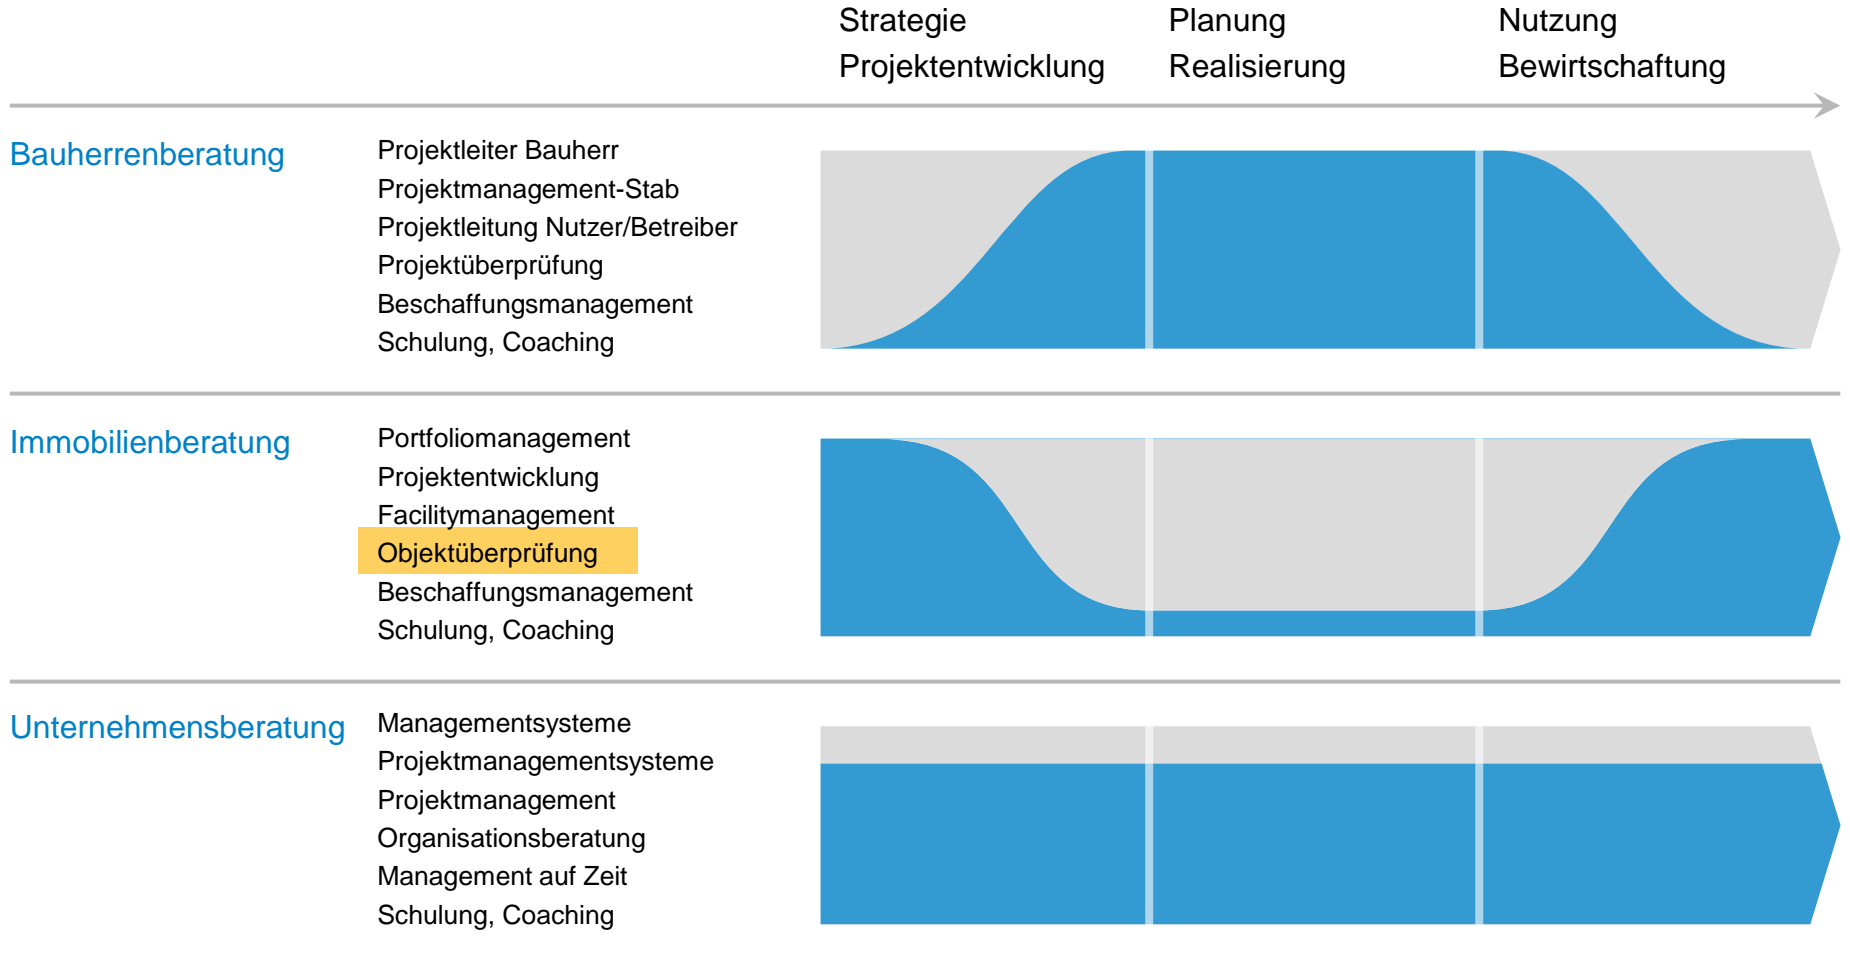 Strategie
Projektentwicklung
Planung
Realisierung
Nutzung
Bewirtschaftung
Bauherrenberatung
Projektleiter Bauherr
Projektmanagement-Stab
Projektleitung Nutzer/Betreiber
Projektüberprüfung
Beschaffungsmanagement
Schulung, Coaching
Immobilienberatung
Portfoliomanagement
Projektentwicklung
Facilitymanagement
Objektüberprüfung
Beschaffungsmanagement
Schulung, Coaching
Unternehmensberatung
Managementsysteme
Projektmanagementsysteme
Projektmanagement
Organisationsberatung
Management auf Zeit
Schulung, Coaching